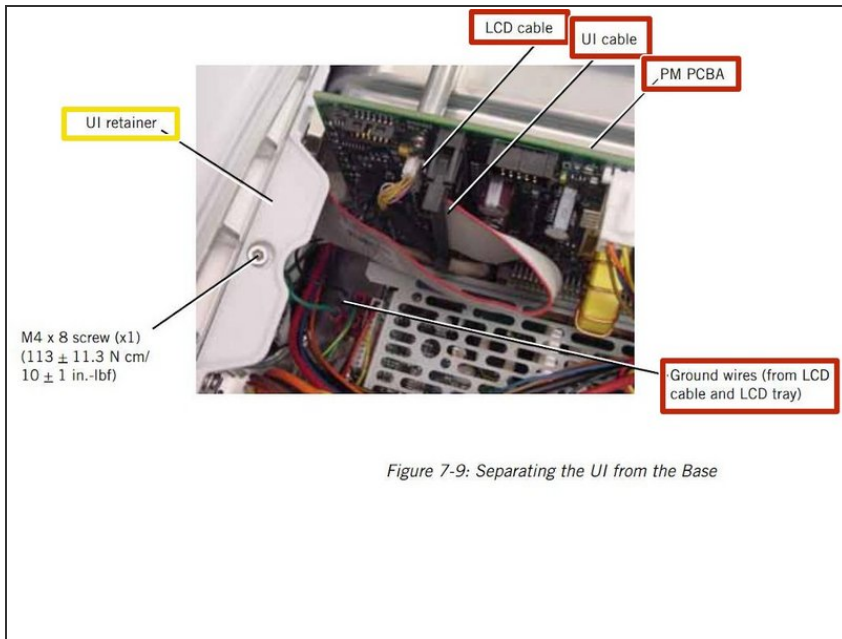 LCD cable
UI cable
PM PCBA
UI retainer
M4 x 8 screw (x1)
(113 ± 11.3 N cm/
10 ± 1 in.-lbf)
Ground wires (from LCD
cable and LCD tray)
Figure 7-9: Separating the UI from the Base